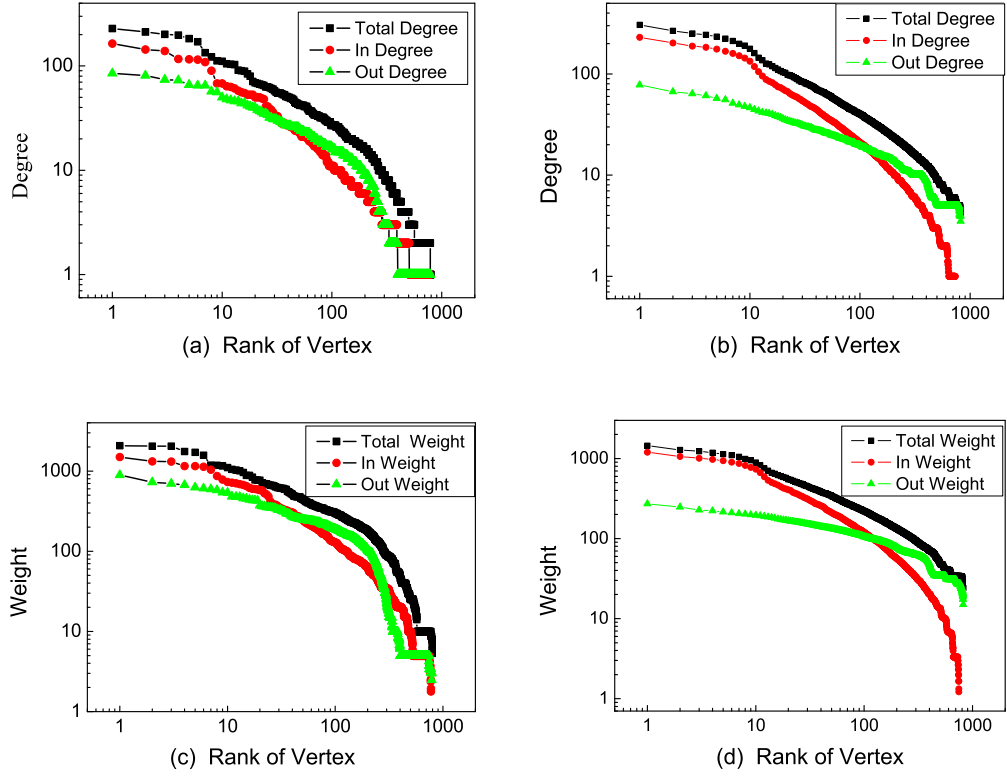 Total Degree
In Degree
Out Degree
100
10
1
Degree
1 10 100 1000
(a) Rank of Vertex
Total Degree
In Degree
Out Degree
100
10
1
Degree
1 10 100 1000
(b) Rank of Vertex
Total Weight
In Weight
Out Weight
1000
100
10
1
Weight
1 10 100 1000
(c) Rank of Vertex
Total Weight
In Weight
Out Weight
1000
100
10
1
Weight
1 10 100 1000
(d) Rank of Vertex